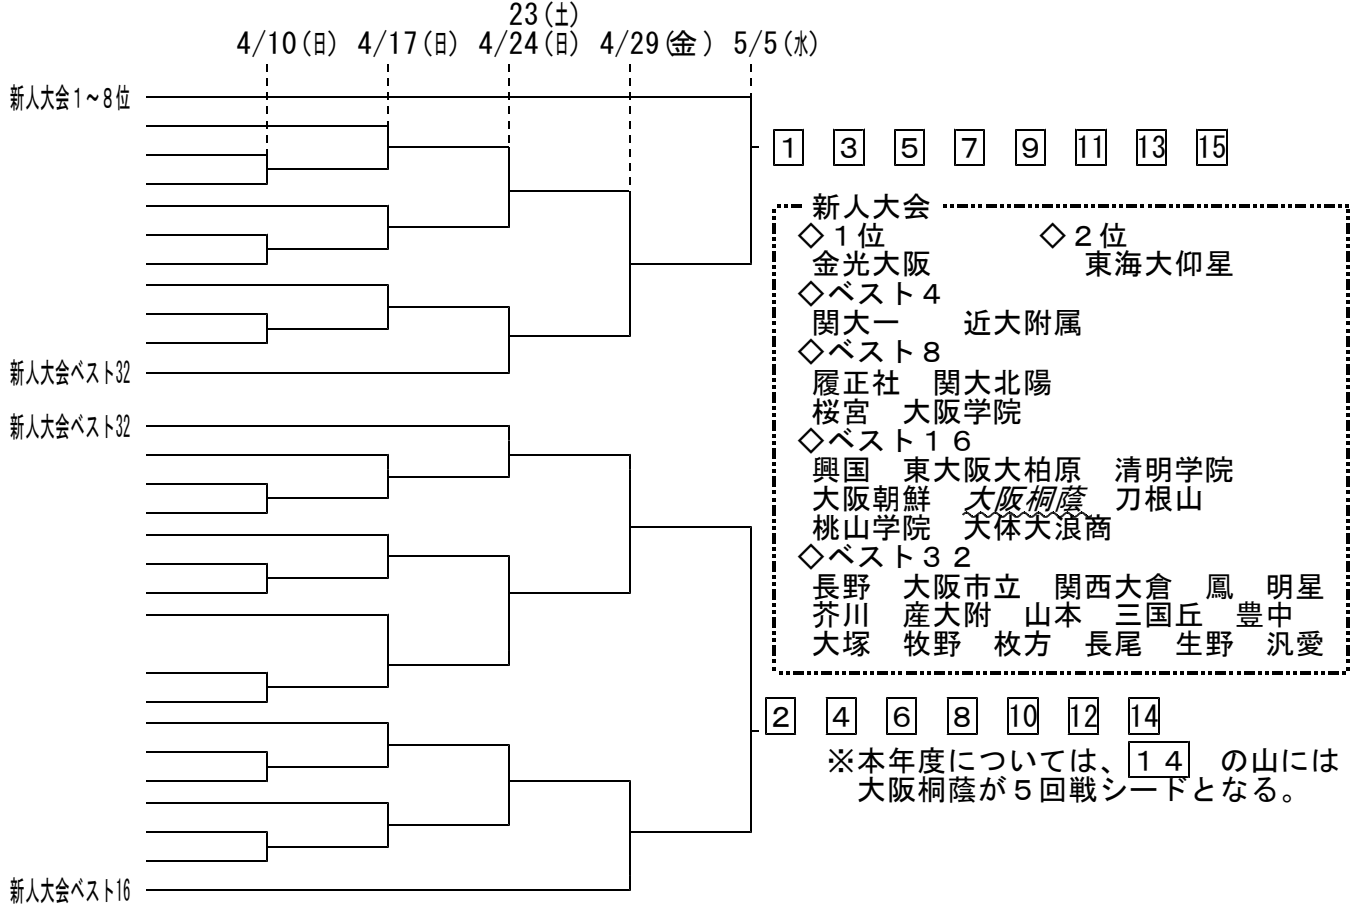 23(土)
4/10(日) 4/17(日) 4/24(日) 4/29(金) 5/5(水)
新人大会1～8位
1 3 5 7 9 11 13 15
新人大会
◇1位 ◇2位
金光大阪 東海大仰星
◇ベスト4
関大一 近大附属
◇ベスト8
履正社 関大北陽
桜宮 大阪学院
◇ベスト16
興国 東大阪大柏原 清明学院
大阪朝鮮 大阪桐蔭 刀根山
桃山学院 大体大浪商
◇ベスト32
長野 大阪市立 関西大倉 鳳 明星
芥川 産大附 山本 三国丘 豊中
大塚 牧野 枚方 長尾 生野 汎愛
新人大会ベスト32
新人大会ベスト32
2 4 6 8 10 12 14
※本年度については、14 の山には
大阪桐蔭が5回戦シードとなる。
新人大会ベスト16